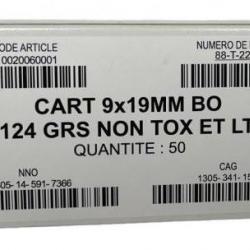 ODE ARTICLE NUMERO DE
0020060001 88-T-22
CART 9x19MM BO
124 GRS NON TOX ET LT
QUANTITE : 50
NNO CAG
05- 14- 591- 7366 1305- 341- 15